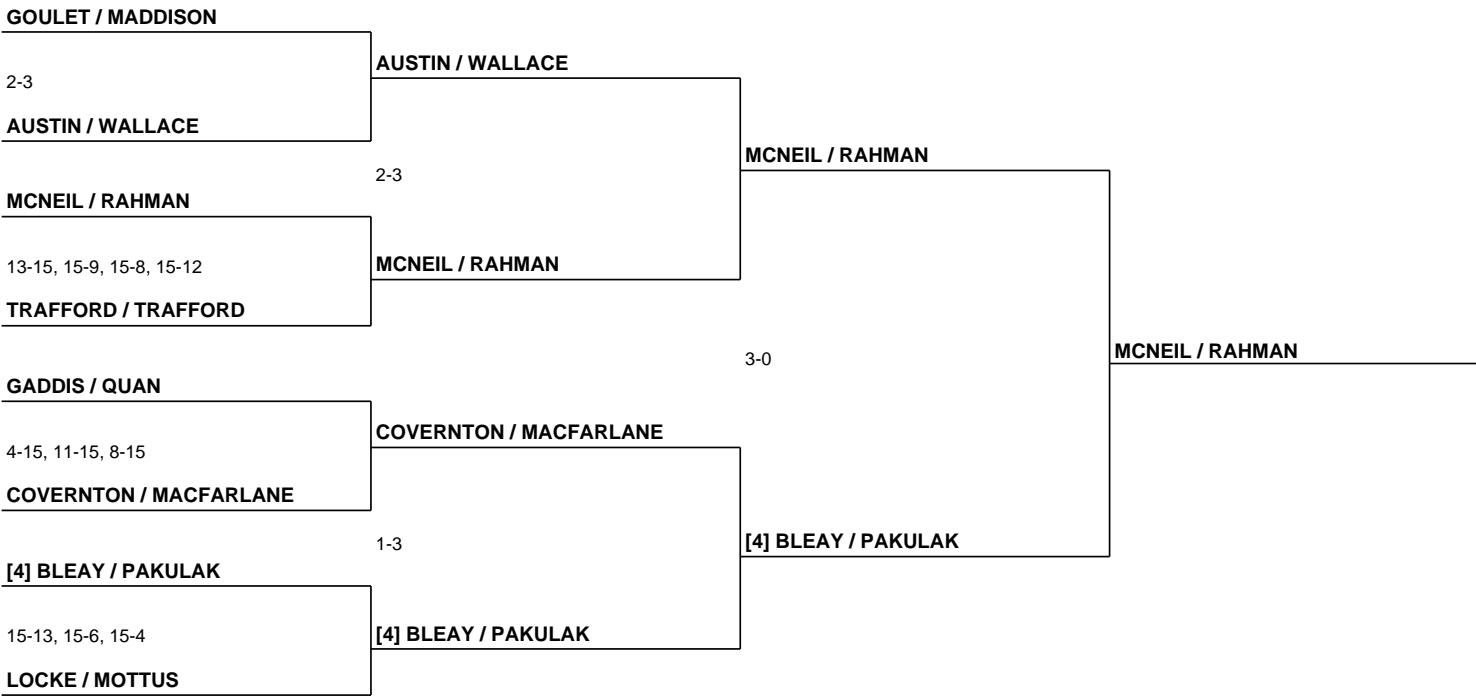 GOULET / MADDISON
2-3
AUSTIN / WALLACE
MCNEIL / RAHMAN
13-15, 15-9, 15-8, 15-12
TRAFFORD / TRAFFORD
GADDIS / QUAN
4-15, 11-15, 8-15
COVERNTON / MACFARLANE
[4] BLEAY / PAKULAK
15-13, 15-6, 15-4
LOCKE / MOTTUS
AUSTIN / WALLACE
2-3
MCNEIL / RAHMAN
COVERNTON / MACFARLANE
1-3
[4] BLEAY / PAKULAK
MCNEIL / RAHMAN
3-0
[4] BLEAY / PAKULAK
MCNEIL / RAHMAN